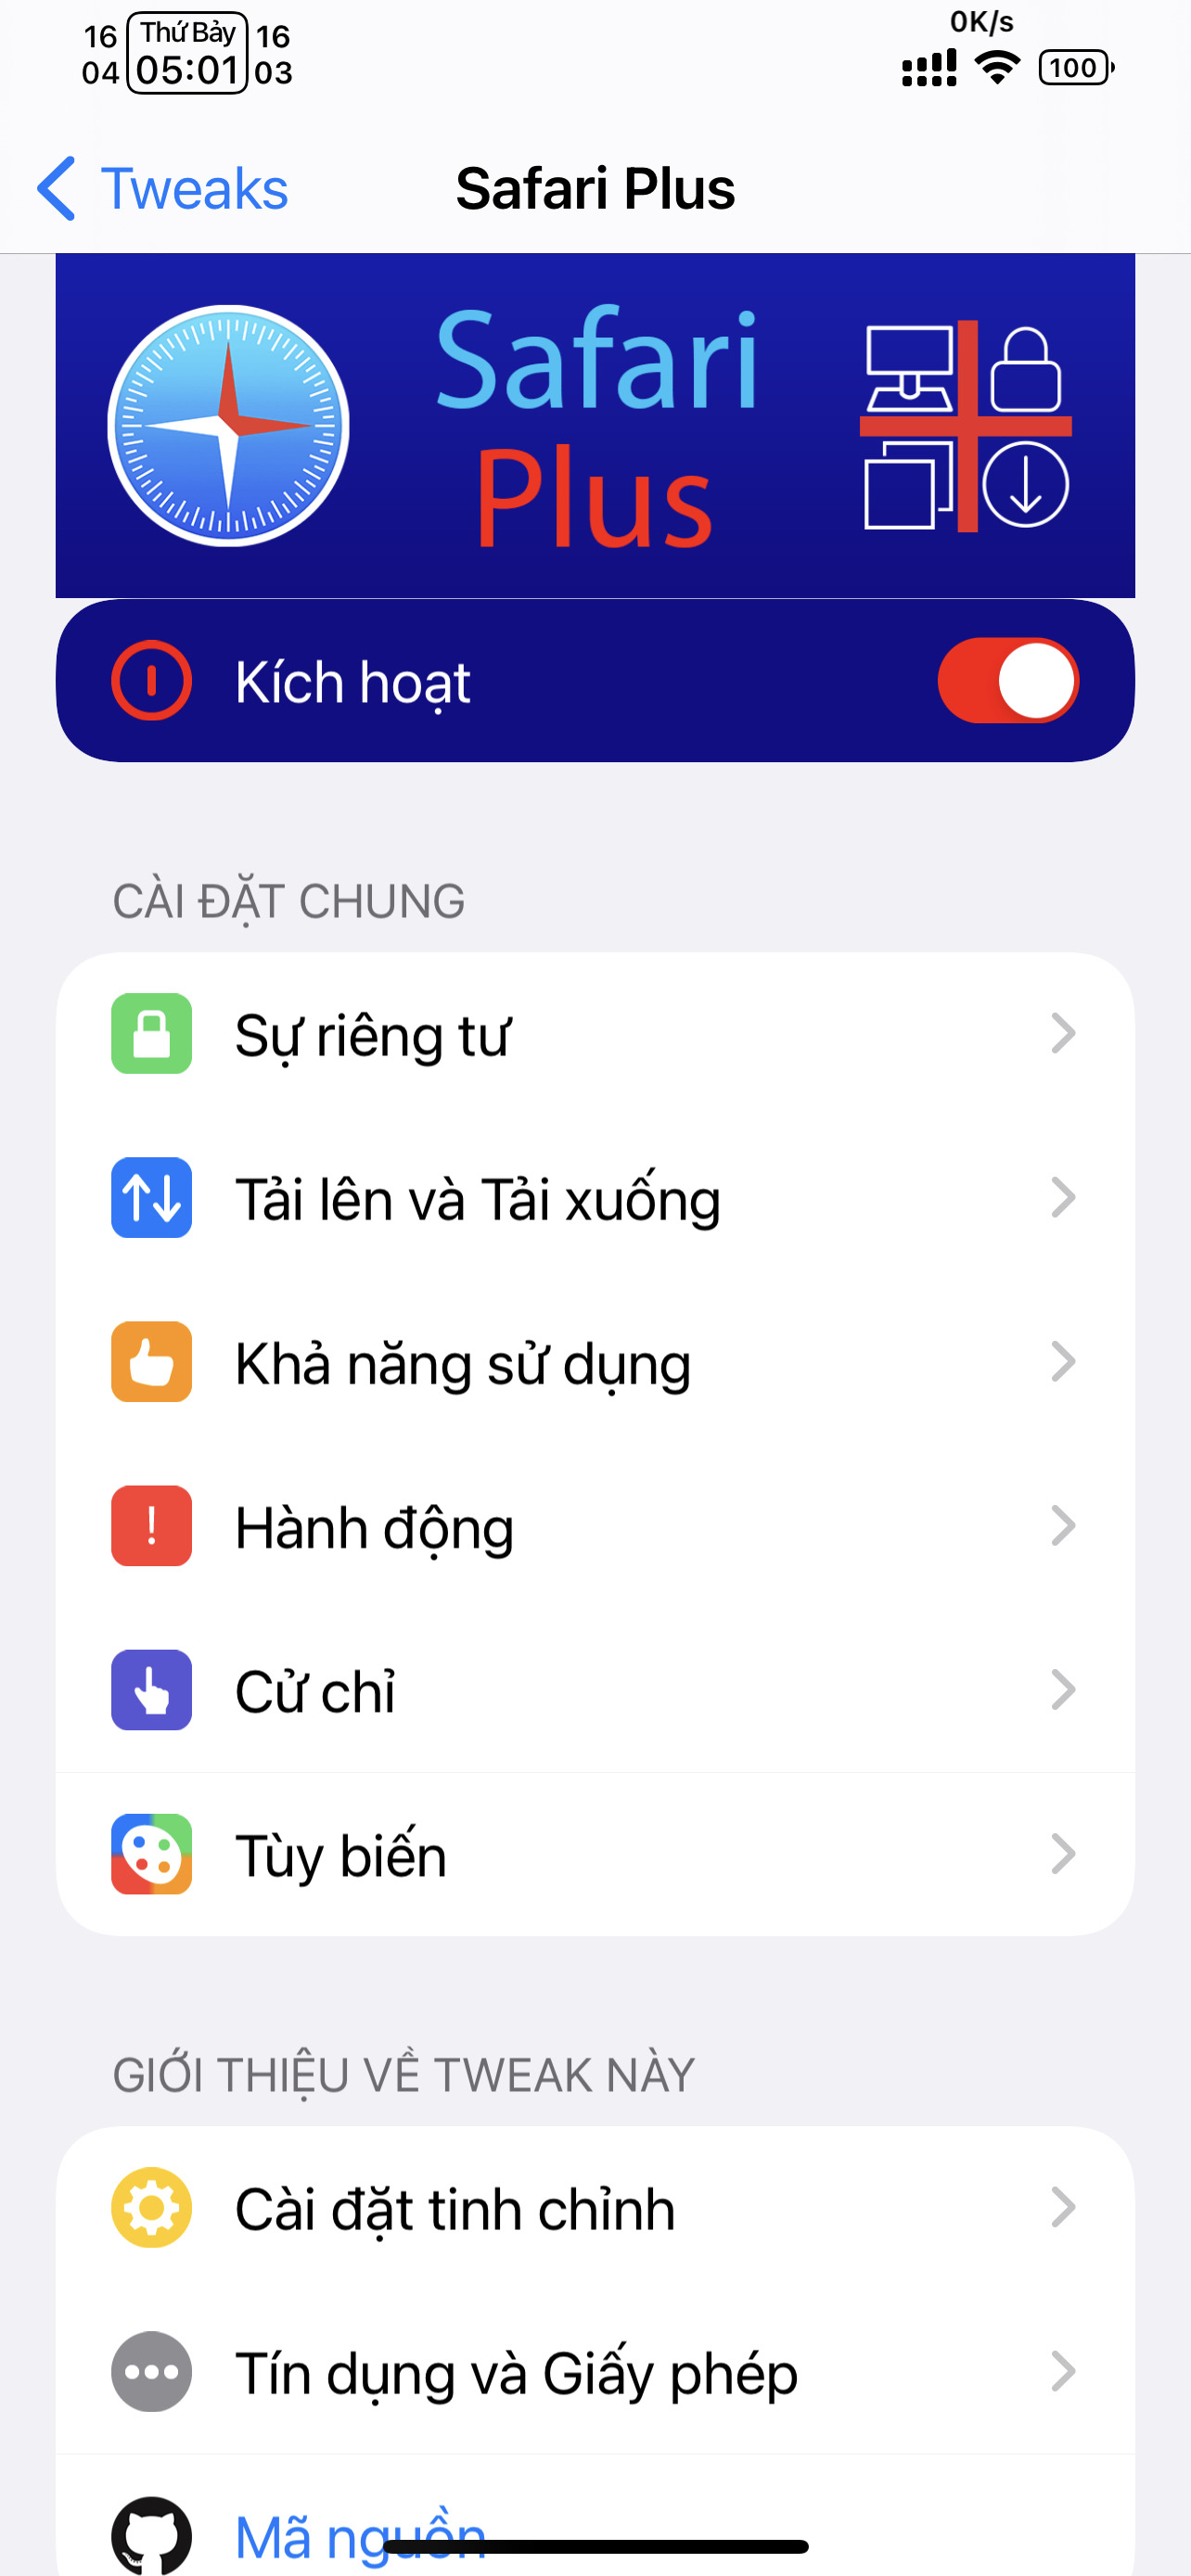 0K/s
16 Thứ Bảy 16
04 05:01 03
100
Tweaks
Safari Plus
Safari
Plus
Kích hoạt
CÀI ĐẶT CHUNG
Sự riêng tư
Tải lên và Tải xuống
Khả năng sử dụng
Hành động
Cử chỉ
Tùy biến
GIỚI THIỆU VỀ TWEAK NÀY
Cài đặt tinh chỉnh
Tín dụng và Giấy phép
Mã nguồn